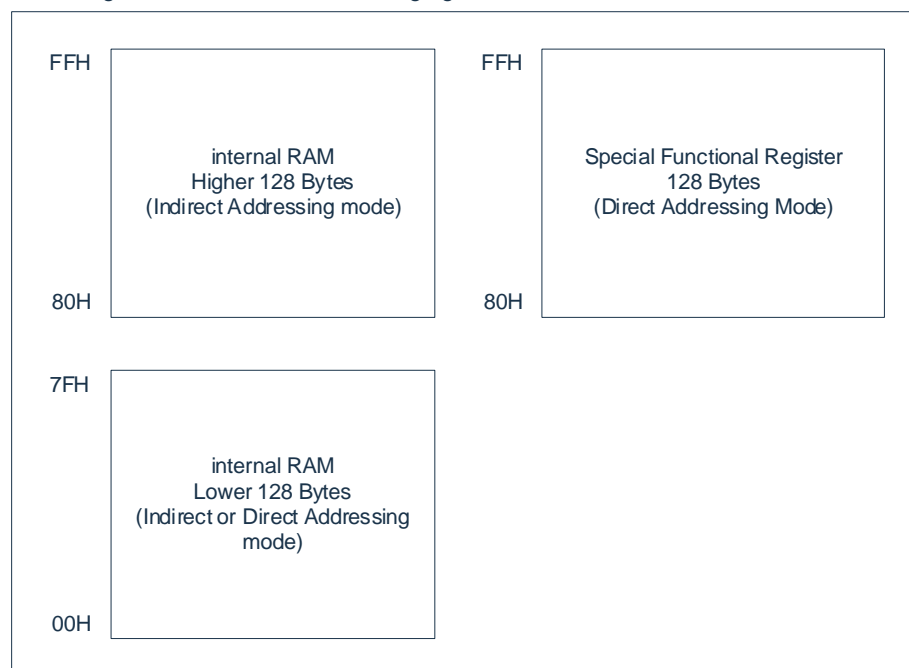 FFH
internal RAM
Higher 128 Bytes
(Indirect Addressing mode)
80H
FFH
Special Functional Register
128 Bytes
(Direct Addressing Mode)
80H
7FH
internal RAM
Lower 128 Bytes
(Indirect or Direct Addressing
mode)
00H